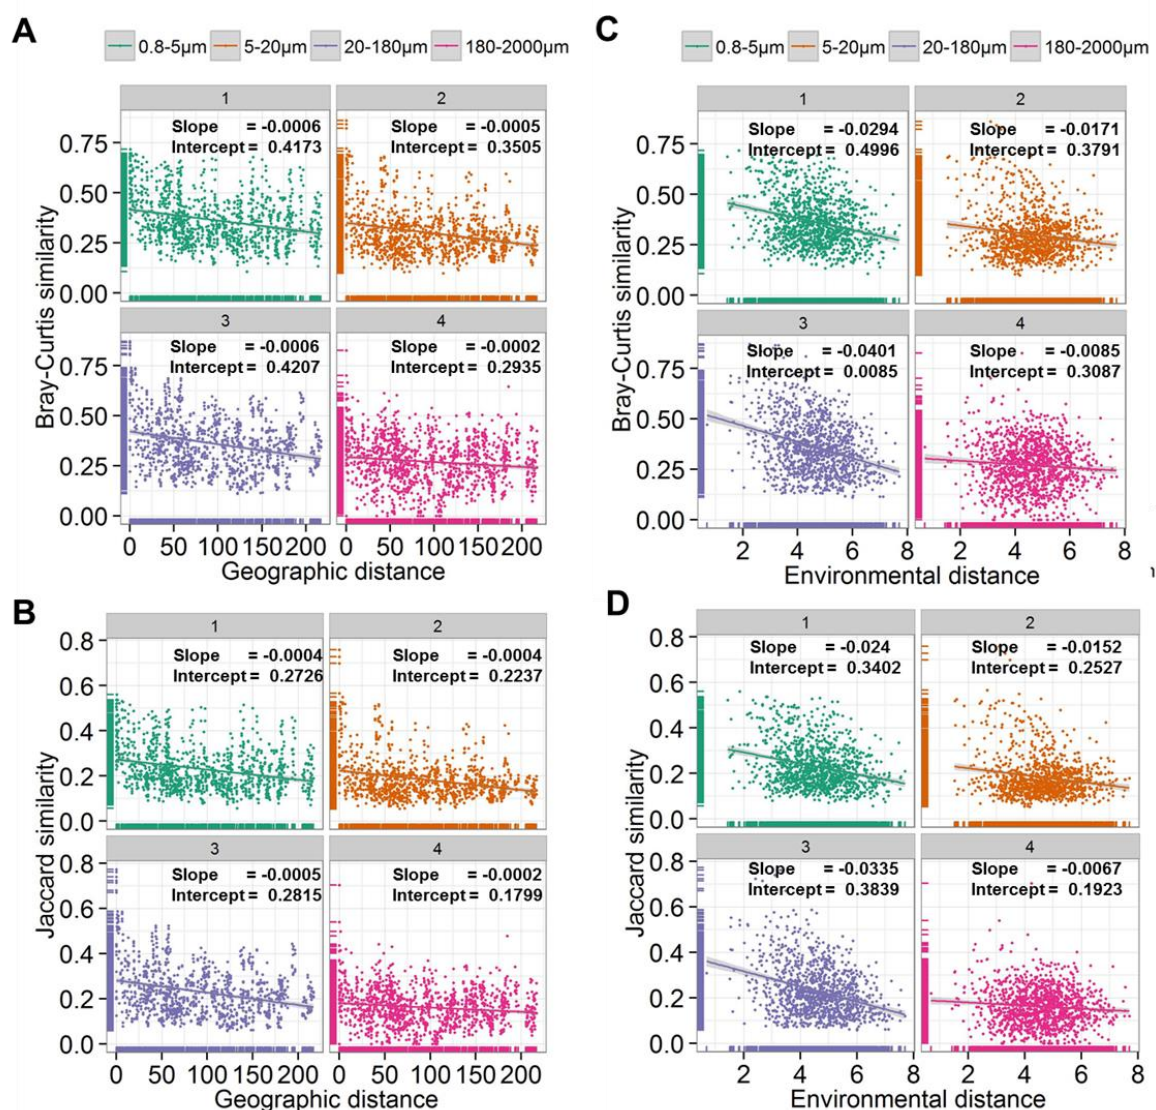 A
0.8-5µm 5-20µm 20-180µm 180-2000µm
1 2
Slope = -0.0006
Intercept = 0.4173
Slope = -0.0005
Intercept = 0.3505
0.75
0.50
0.25
0.00
3 4
Slope = -0.0006
Intercept = 0.4207
Slope = -0.0002
Intercept = 0.2935
0.75
0.50
0.25
0.00
Bray-Curtis similarity
0 50 100 150 200 0 50 100 150 200
Geographic distance
C
0.8-5µm 5-20µm 20-180µm 180-2000µm
1 2
Slope = -0.0294
Intercept = 0.4996
Slope = -0.0171
Intercept = 0.3791
0.75
0.50
0.25
0.00
3 4
Slope = -0.0401
Intercept = 0.0085
Slope = -0.0085
Intercept = 0.3087
0.75
0.50
0.25
0.00
Bray-Curtis similarity
2 4 6 8 2 4 6 8
Environmental distance
B
1 2
Slope = -0.0004
Intercept = 0.2726
Slope = -0.0004
Intercept = 0.2237
0.8
0.6
0.4
0.2
0.0
3 4
Slope = -0.0005
Intercept = 0.2815
Slope = -0.0002
Intercept = 0.1799
0.8
0.6
0.4
0.2
0.0
Jaccard similarity
0 50 100 150 200 0 50 100 150 200
Geographic distance
D
1 2
Slope = -0.024
Intercept = 0.3402
Slope = -0.0152
Intercept = 0.2527
0.8
0.6
0.4
0.2
0.0
3 4
Slope = -0.0335
Intercept = 0.3839
Slope = -0.0067
Intercept = 0.1923
0.8
0.6
0.4
0.2
0.0
Jaccard similarity
2 4 6 8 2 4 6 8
Environmental distance